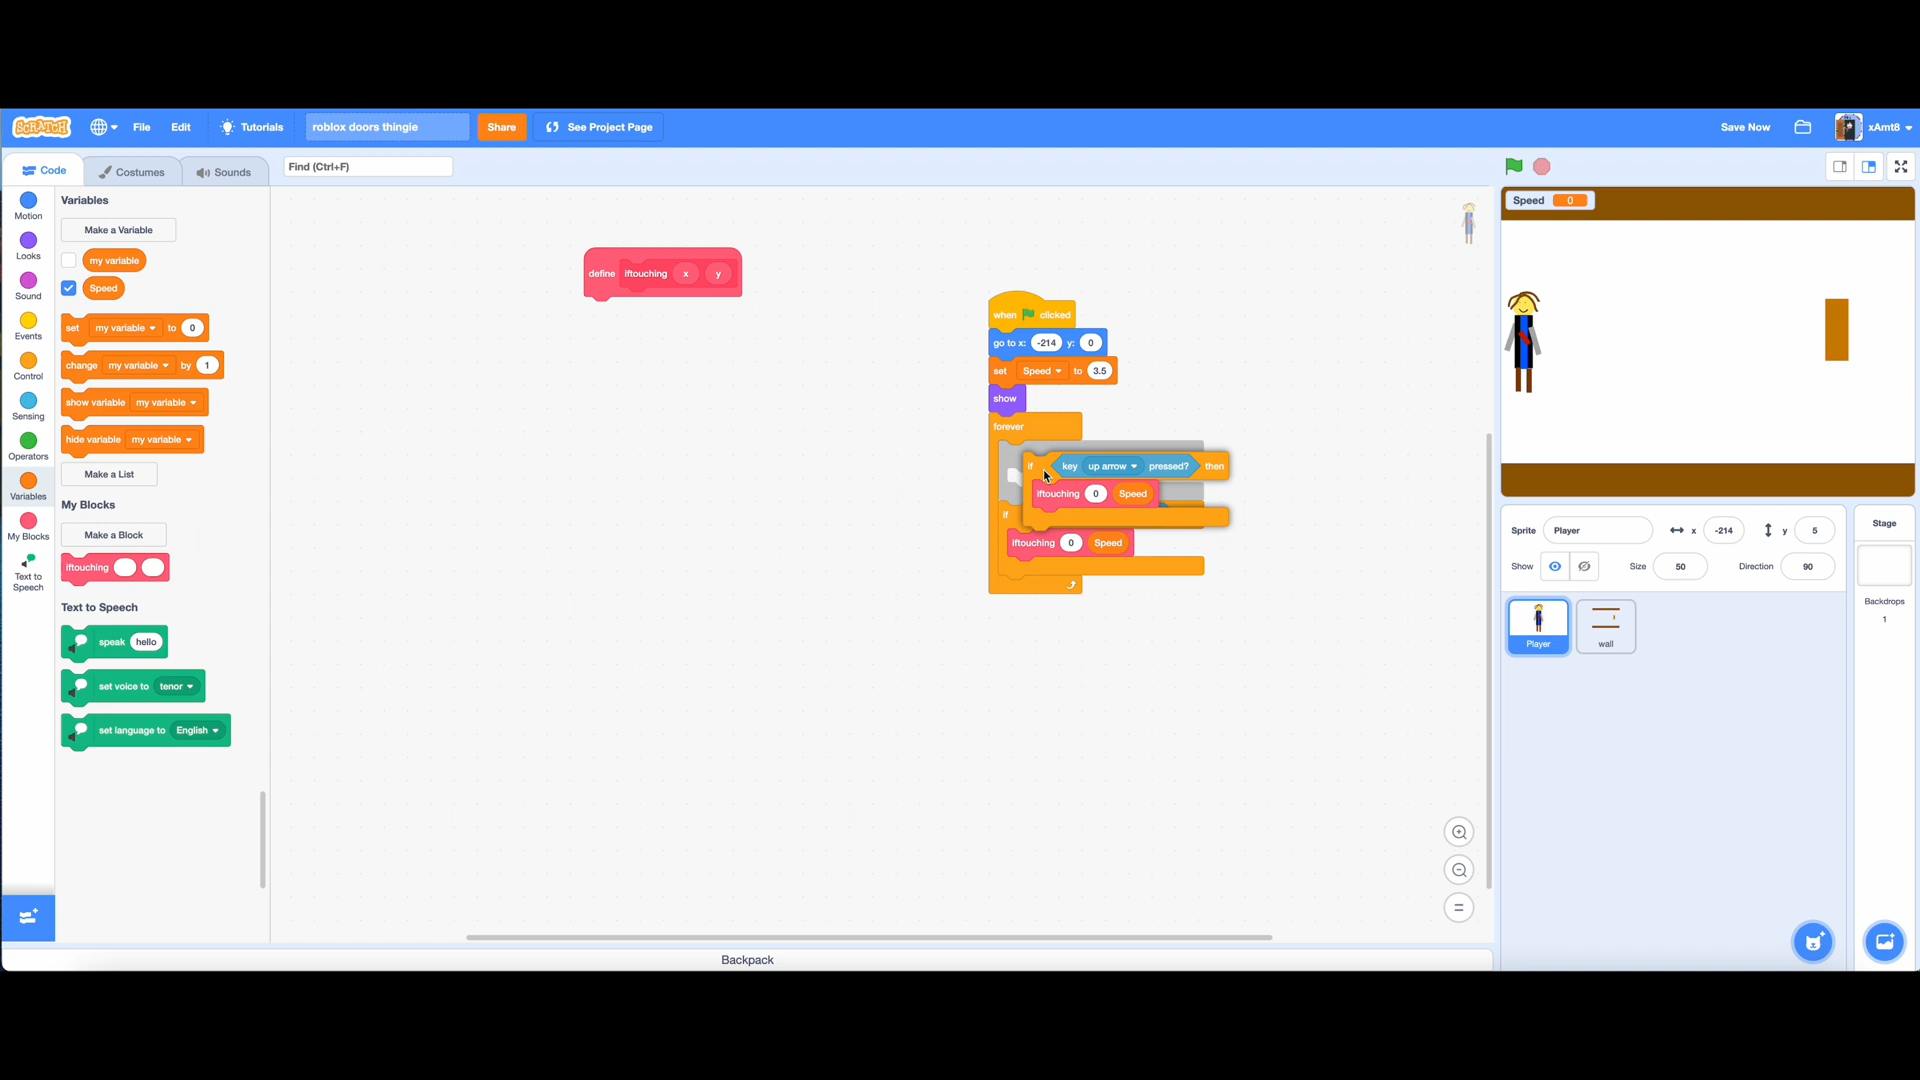 SCRATCH File Edit Tutorials roblox doors thingie Share See Project Page Save Now xAmt8
Code Costumes Sounds Find (Ctrl+F)
Motion
Looks
Sound
Events
Control
Sensing
Operators
Variables
My Blocks
Text to
Speech
Variables
Make a Variable
my variable
Speed
set my variable to 0
change my variable by 1
show variable my variable
hide variable my variable
Make a List
My Blocks
Make a Block
iftouching
Text to Speech
speak hello
set voice to tenor
set language to English
define iftouching x y
when clicked
go to x: -214 y: 0
set Speed to 3.5
show
forever
if key up arrow pressed? then
iftouching 0 Speed
if
iftouching 0 Speed
Backpack
Speed 0
Sprite Player x -214 y 5
Show Size 50 Direction 90
Player
wall
Stage
Backdrops
1